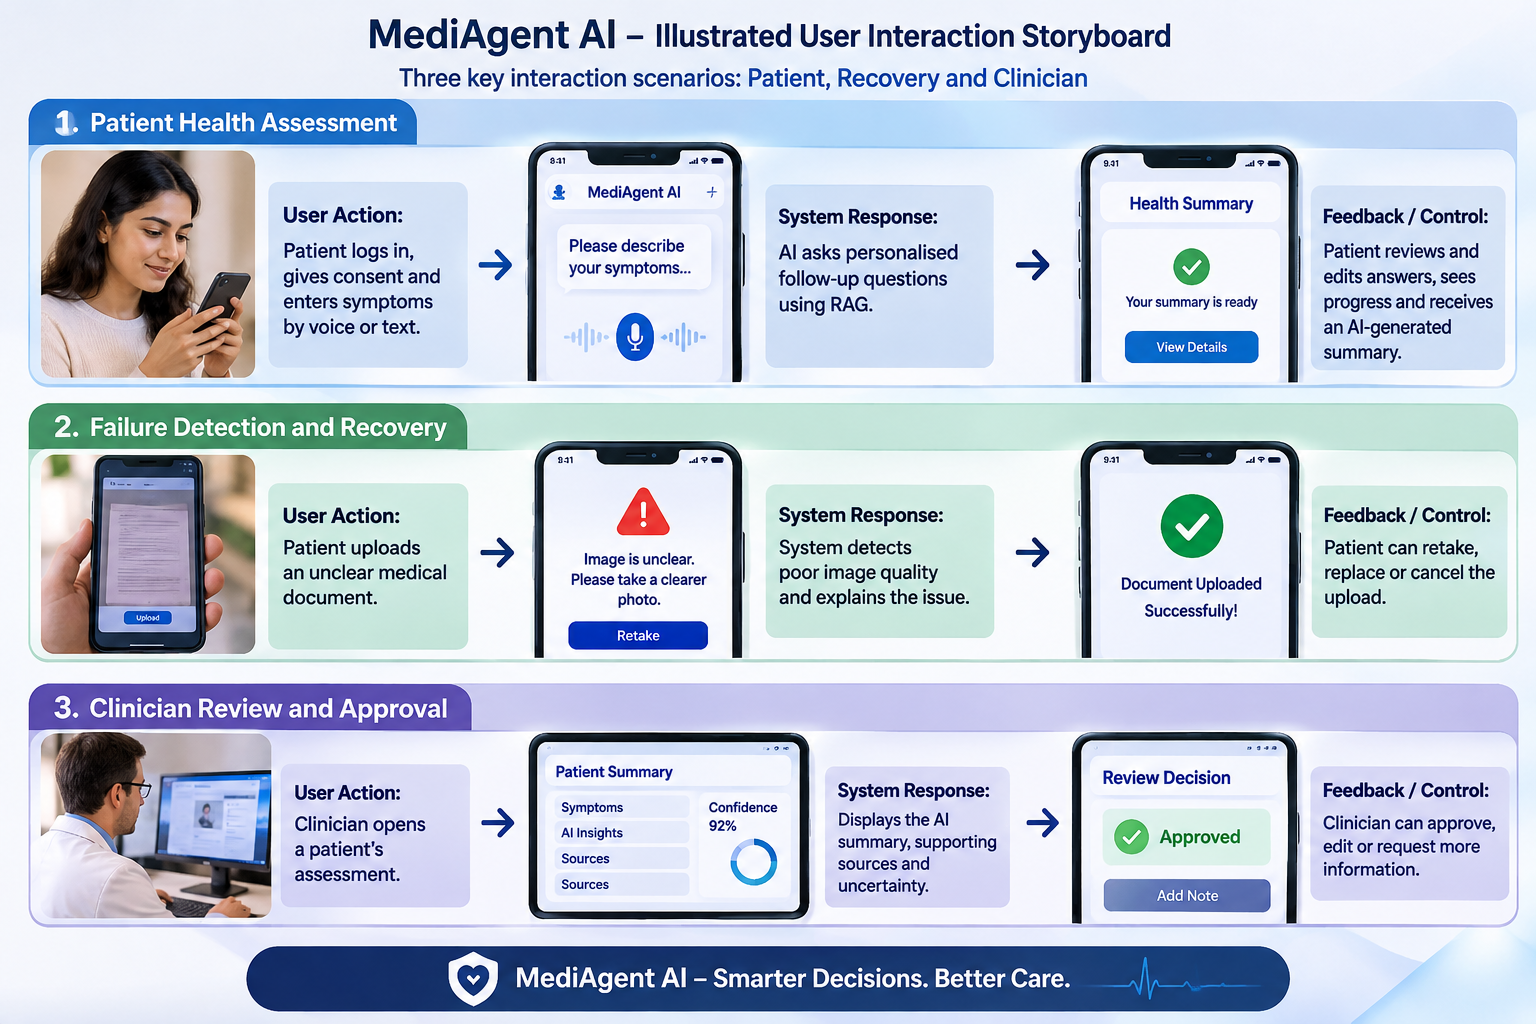 MediAgent AI – Illustrated User Interaction Storyboard
Three key interaction scenarios: Patient, Recovery and Clinician
1. Patient Health Assessment
User Action:
Patient logs in,
gives consent and
enters symptoms
by voice or text.
9:41
MediAgent AI +
Please describe
your symptoms...
System Response:
AI asks personalised
follow-up questions
using RAG.
9:41
Health Summary
Your summary is ready
View Details
Feedback / Control:
Patient reviews and
edits answers, sees
progress and receives
an AI-generated
summary.
2. Failure Detection and Recovery
Upload
User Action:
Patient uploads
an unclear medical
document.
9:41
Image is unclear.
Please take a clearer
photo.
Retake
System Response:
System detects
poor image quality
and explains the issue.
9:41
Document Uploaded
Successfully!
Feedback / Control:
Patient can retake,
replace or cancel the
upload.
3. Clinician Review and Approval
User Action:
Clinician opens
a patient's
assessment.
Patient Summary
Symptoms
AI Insights
Sources
Sources
Confidence
92%
System Response:
Displays the AI
summary, supporting
sources and
uncertainty.
Review Decision
Approved
Add Note
Feedback / Control:
Clinician can approve,
edit or request more
information.
MediAgent AI – Smarter Decisions. Better Care.